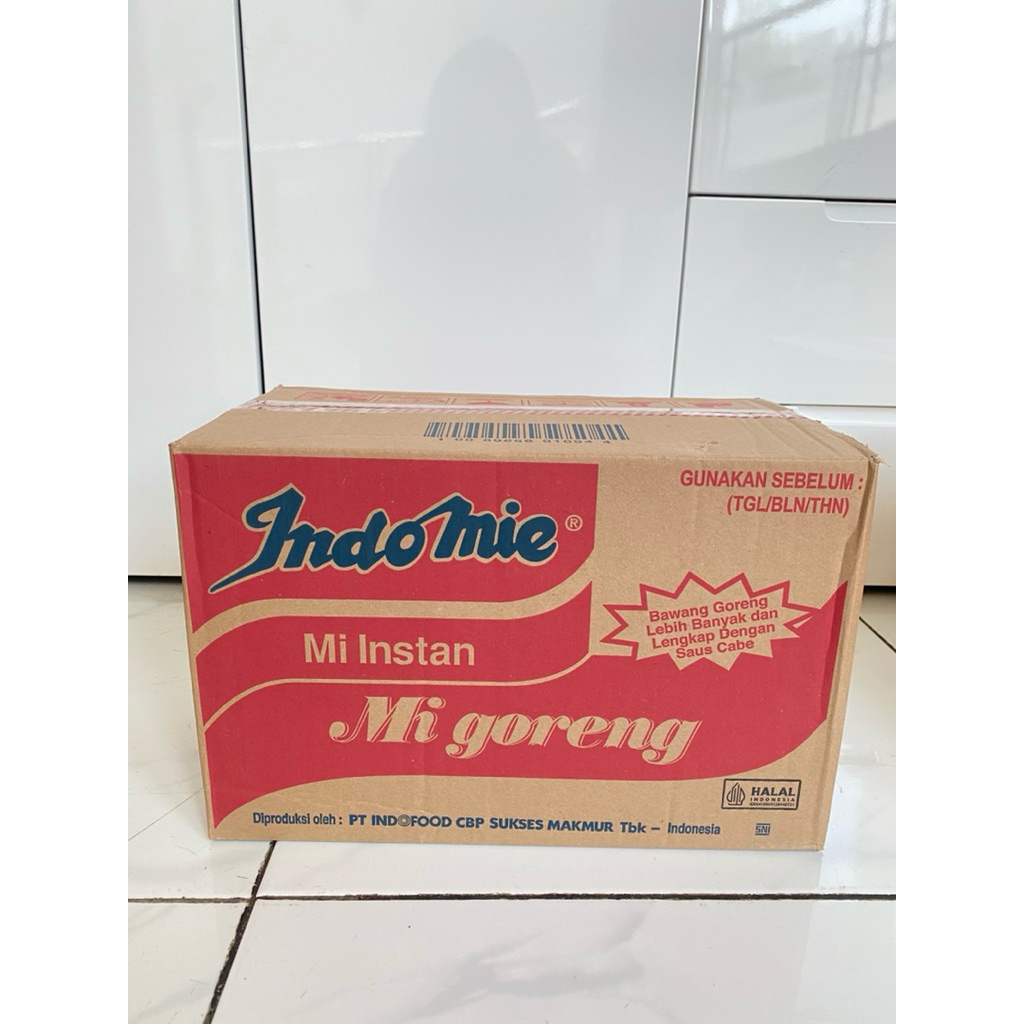 Indomie®
GUNAKAN SEBELUM :
(TGL/BLN/THN)
Bawang Goreng
Lebih Banyak dan
Lengkap Dengan
Saus Cabe
Mi Instan
Mi goreng
HALAL
INDONESIA
Diproduksi oleh : PT INDOFOOD CBP SUKSES MAKMUR Tbk – Indonesia
SNI